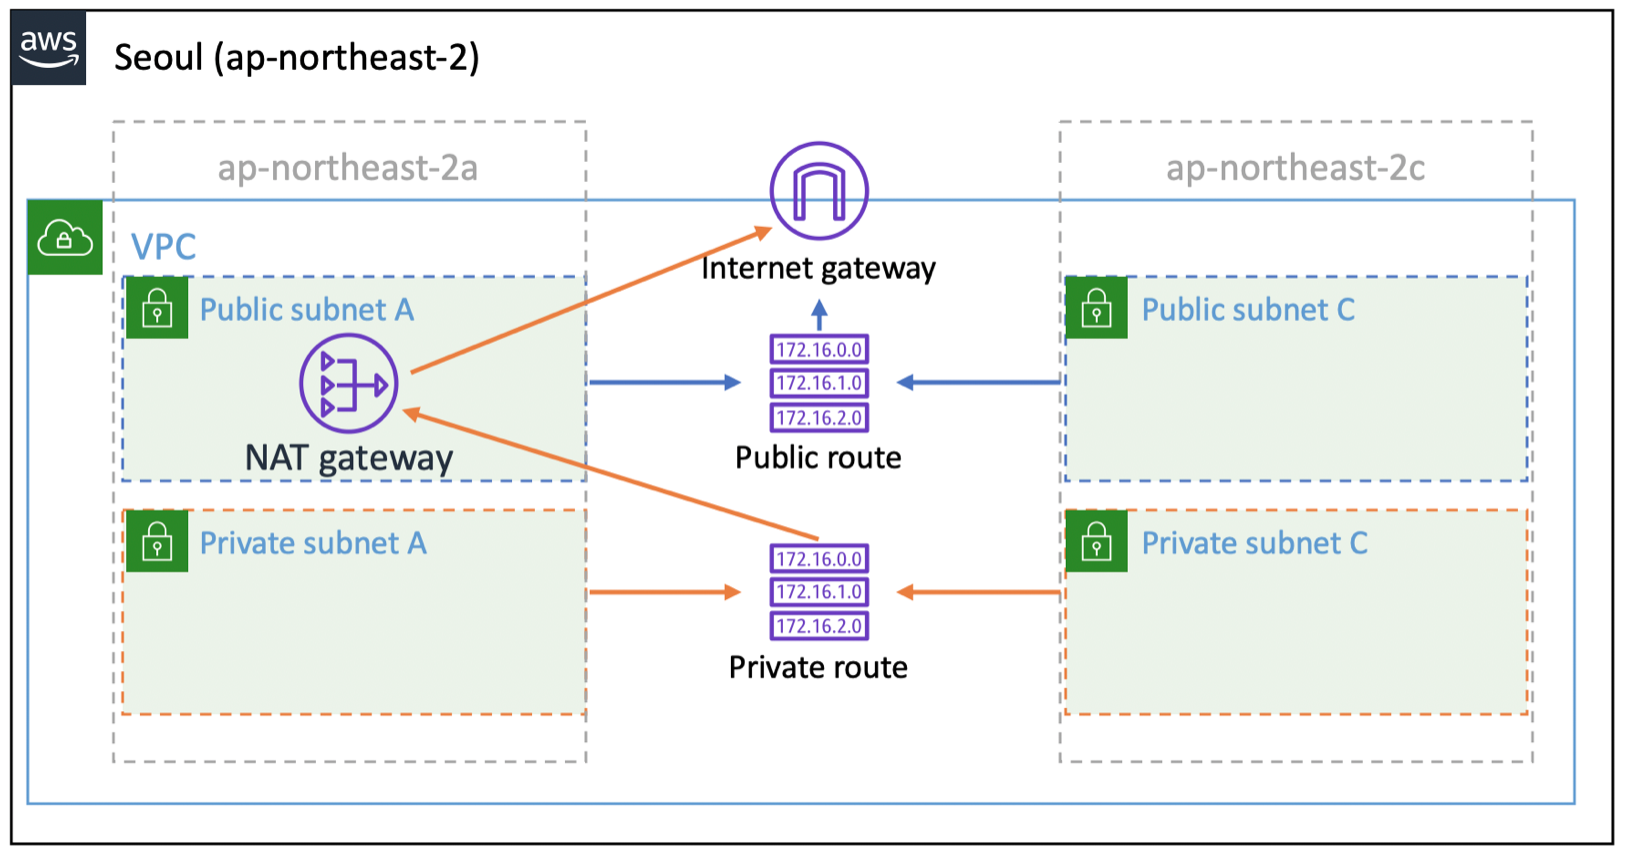 aws
Seoul (ap-northeast-2)
ap-northeast-2a
ap-northeast-2c
VPC
Internet gateway
Public subnet A
Public subnet C
NAT gateway
172.16.0.0
172.16.1.0
172.16.2.0
Public route
Private subnet A
Private subnet C
172.16.0.0
172.16.1.0
172.16.2.0
Private route